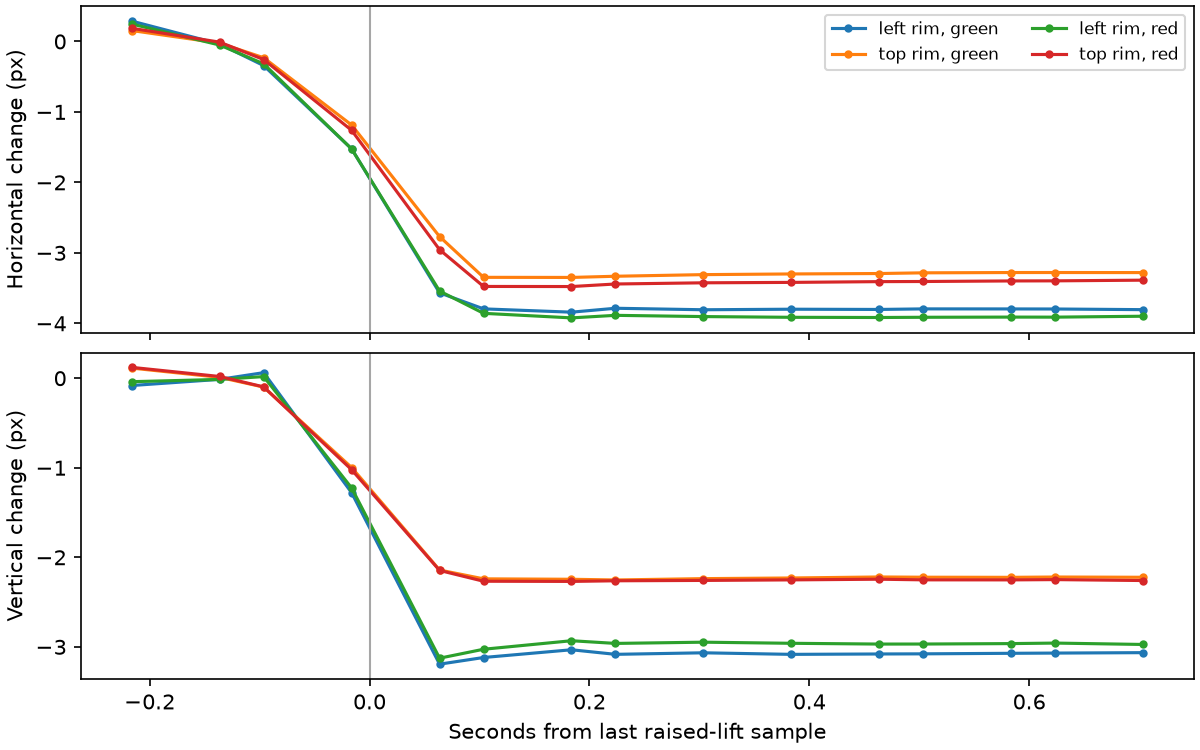 Horizontal change (px)
0
−1
−2
−3
−4
left rim, green
top rim, green
left rim, red
top rim, red
Vertical change (px)
0
−1
−2
−3
−0.2
0.0
0.2
0.4
0.6
Seconds from last raised-lift sample